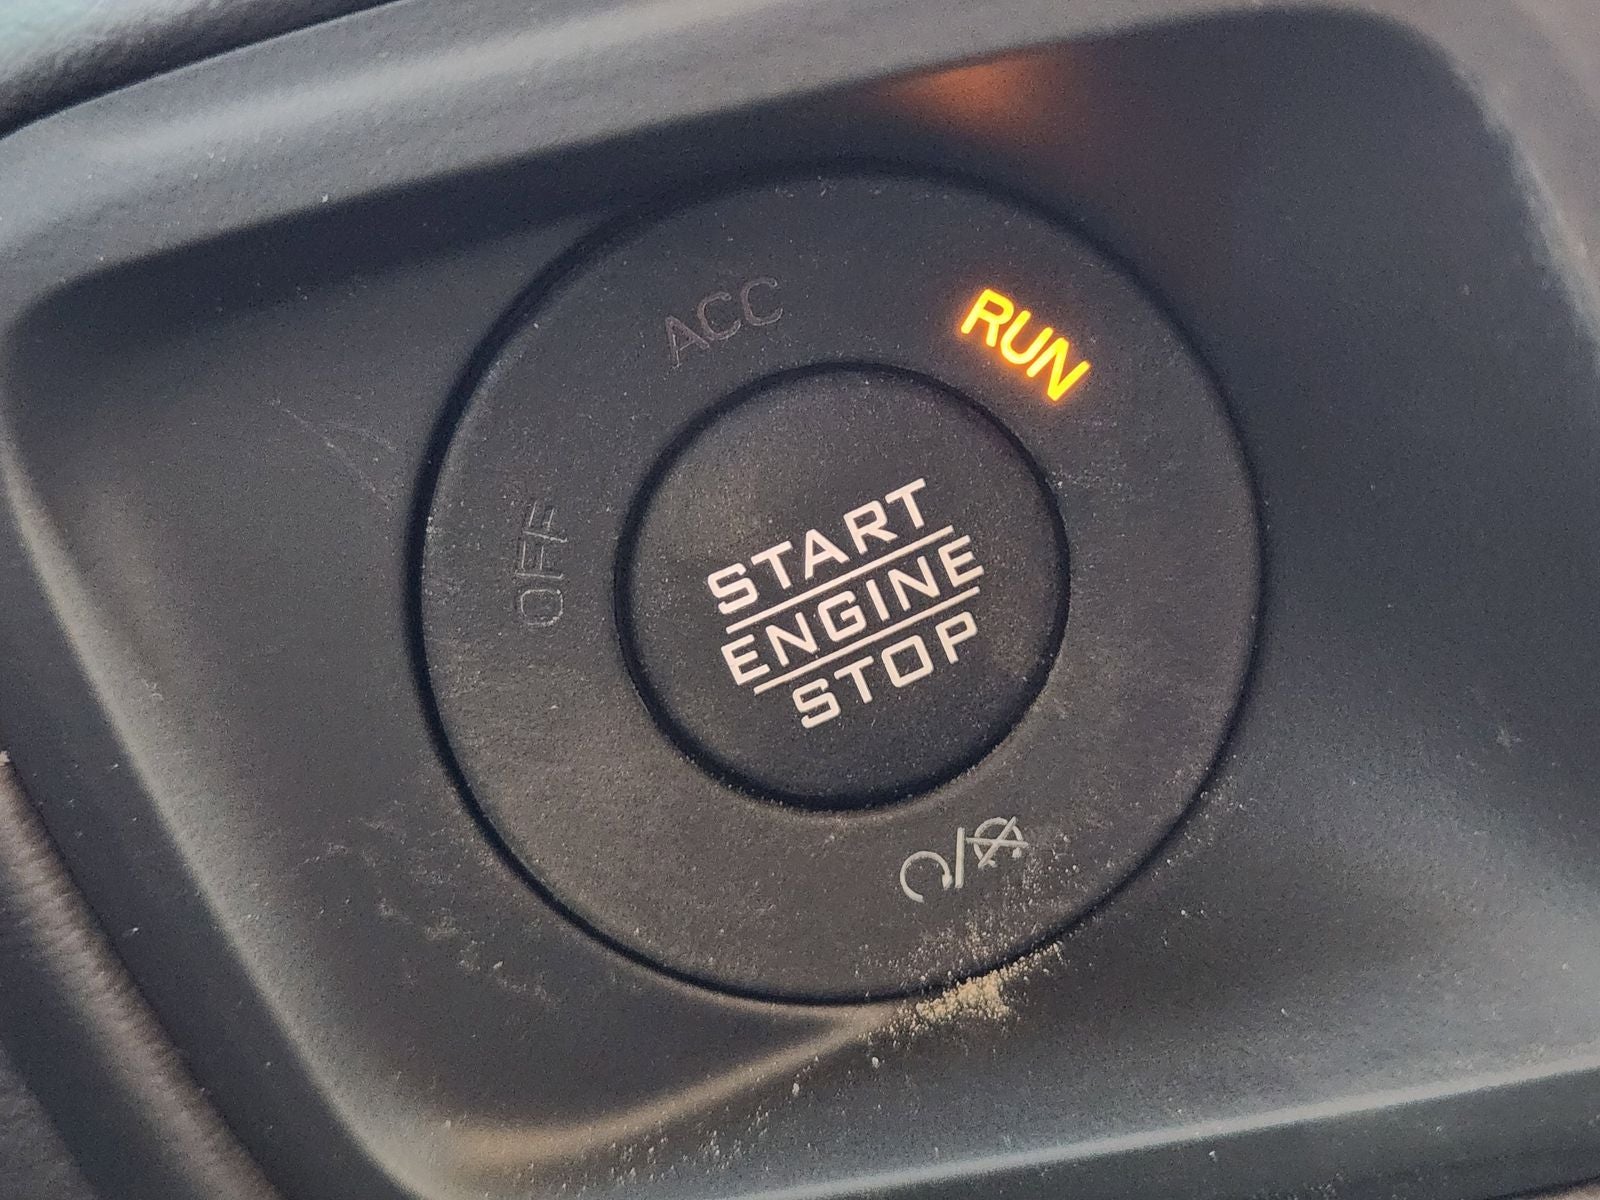 ACC
RUN
OFF
START
ENGINE
STOP